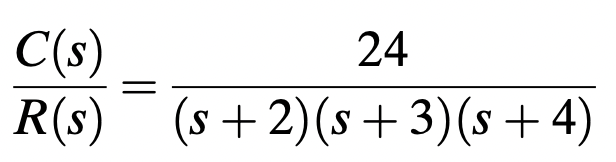 C(s)/R(s) = 24/((s + 2)(s + 3)(s + 4))